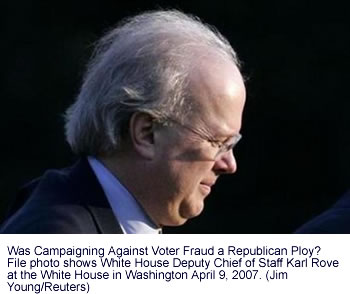 Was Campaigning Against Voter Fraud a Republican Ploy?
File photo shows White House Deputy Chief of Staff Karl Rove
at the White House in Washington April 9, 2007. (Jim
Young/Reuters)